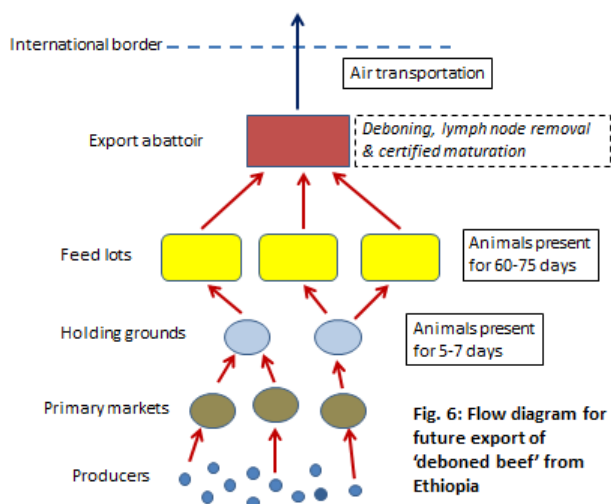 International border
Air transportation
Export abattoir
Deboning, lymph node removal
& certified maturation
Feed lots
Animals present
for 60-75 days
Holding grounds
Animals present
for 5-7 days
Primary markets
Fig. 6: Flow diagram for
future export of
‘deboned beef’ from
Ethiopia
Producers